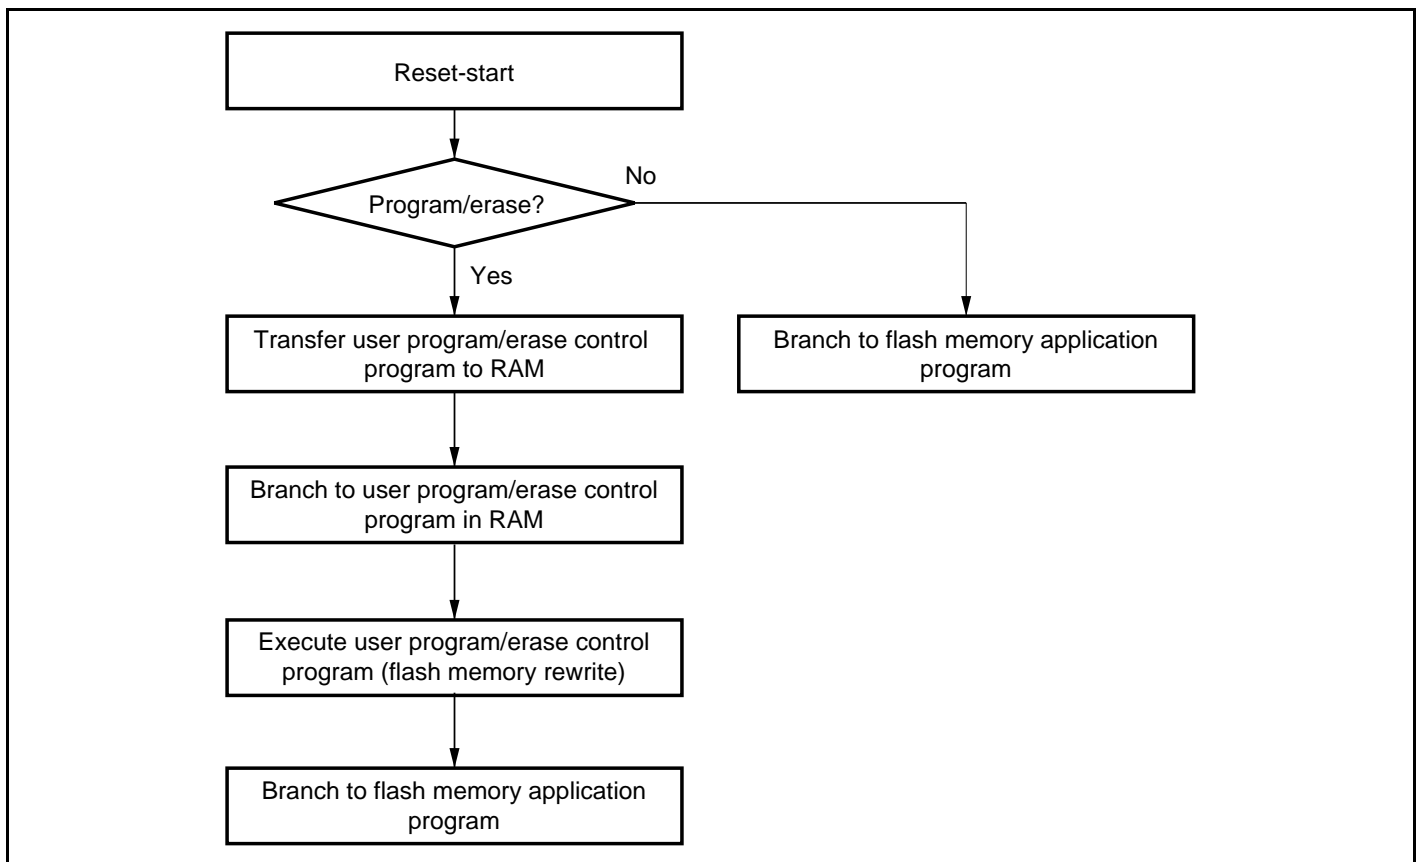 Reset-start
Program/erase?
No
Yes
Transfer user program/erase control
program to RAM
Branch to flash memory application
program
Branch to user program/erase control
program in RAM
Execute user program/erase control
program (flash memory rewrite)
Branch to flash memory application
program